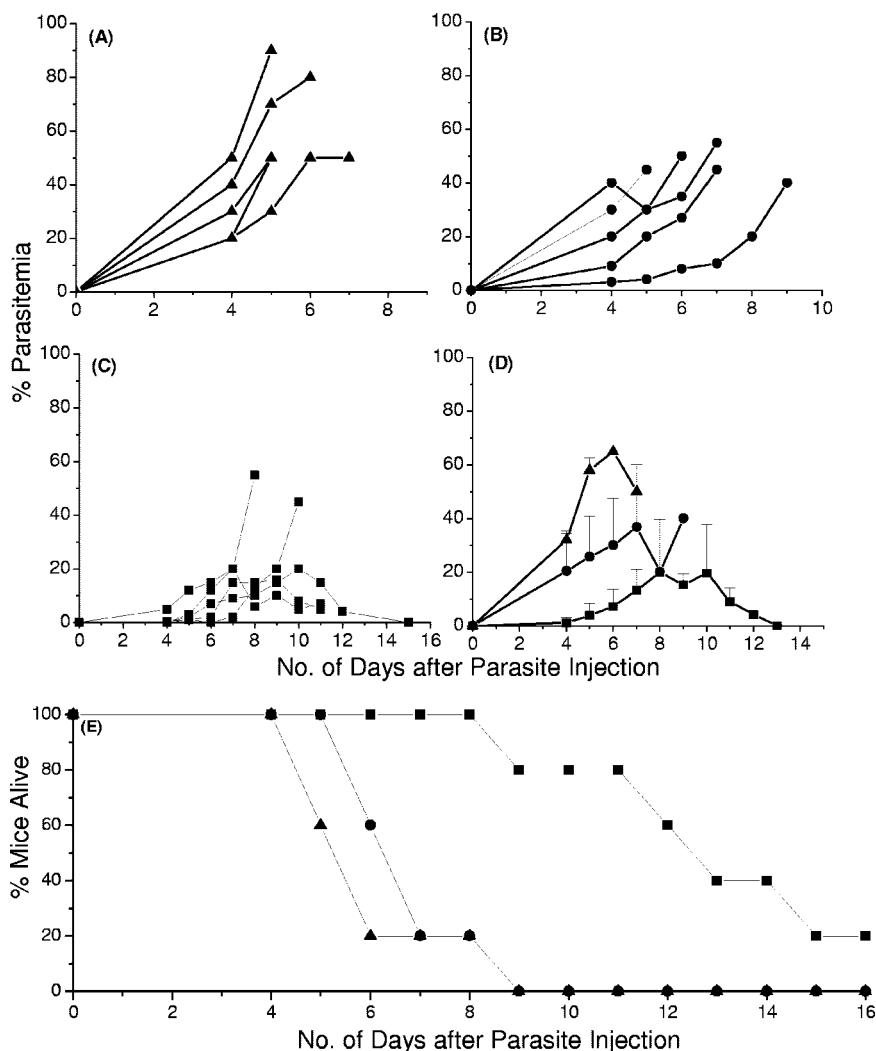 (A)
100
80
60
40
20
0
0 2 4 6 8
(B)
100
80
60
40
20
0
0 2 4 6 8 10
% Parasitemia
(C)
100
80
60
40
20
0
0 2 4 6 8 10 12 14 16
(D)
100
80
60
40
20
0
0 2 4 6 8 10 12 14
No. of Days after Parasite Injection
(E)
% Mice Alive
100
80
60
40
20
0
0 2 4 6 8 10 12 14 16
No. of Days after Parasite Injection